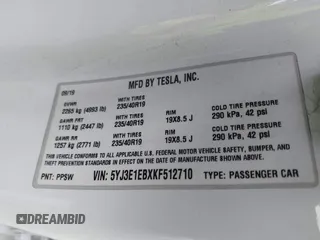 MFD BY TESLA, INC.
09/19
GVWR
2265 kg (4993 lb)
WITH TIRES
235/40R19
GAWR FRT
1110 kg (2447 lb)
WITH TIRES
235/40R19
RIM
19X8.5 J
COLD TIRE PRESSURE
290 kPa, 42 psi
GAWR RR
1257 kg (2771 lb)
WITH TIRES
235/40R19
RIM
19X8.5 J
COLD TIRE PRESSURE
290 kPa, 42 psi
THIS VEHICLE CONFORMS TO ALL APPLICABLE U.S. FEDERAL MOTOR VEHICLE SAFETY, BUMPER, AND
THEFT PREVENTION STANDARDS IN EFFECT ON THE DATE OF MANUFACTURE SHOWN ABOVE.
PNT: PPSW
VIN: 5YJ3E1EBXKF512710
TYPE: PASSENGER CAR
DREAMBID
dreambid.com